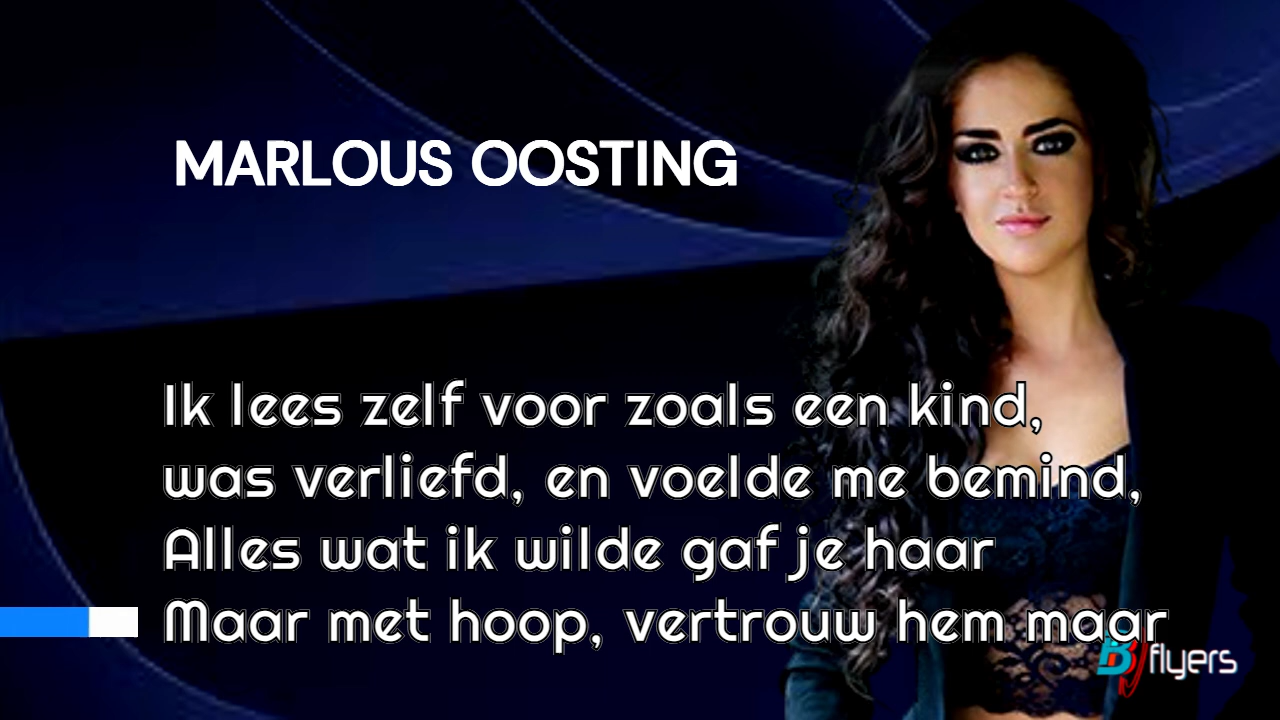 MARLOUS OOSTING
Ik lees zelf voor zoals een kind,
was verliefd, en voelde me bemind,
Alles wat ik wilde gaf je haar
Maar met hoop, vertrouw hem maar
BJ flyers